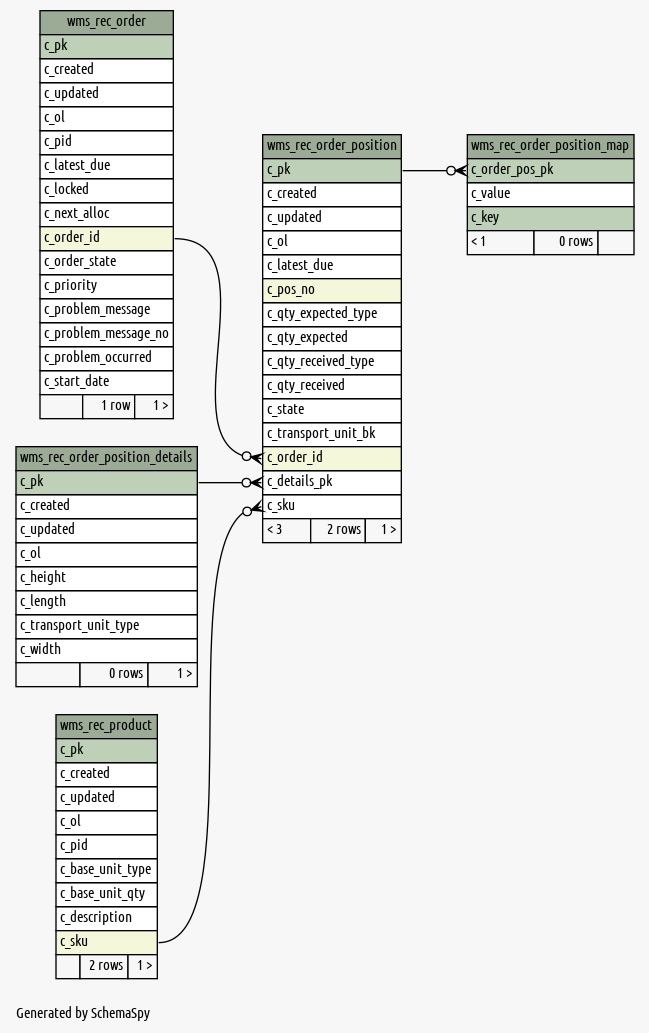 wms_rec_order
c_pk
c_created
c_updated
c_ol
c_pid
c_latest_due
c_locked
c_next_alloc
c_order_id
c_order_state
c_priority
c_problem_message
c_problem_message_no
c_problem_occurred
c_start_date
1 row 1 >
wms_rec_order_position
c_pk
c_created
c_updated
c_ol
c_latest_due
c_pos_no
c_qty_expected_type
c_qty_expected
c_qty_received_type
c_qty_received
c_state
c_transport_unit_bk
c_order_id
c_details_pk
c_sku
< 3 2 rows 1 >
wms_rec_order_position_map
c_order_pos_pk
c_value
c_key
< 1 0 rows
wms_rec_order_position_details
c_pk
c_created
c_updated
c_ol
c_height
c_length
c_transport_unit_type
c_width
0 rows 1 >
wms_rec_product
c_pk
c_created
c_updated
c_ol
c_pid
c_base_unit_type
c_base_unit_qty
c_description
c_sku
2 rows 1 >
Generated by SchemaSpy